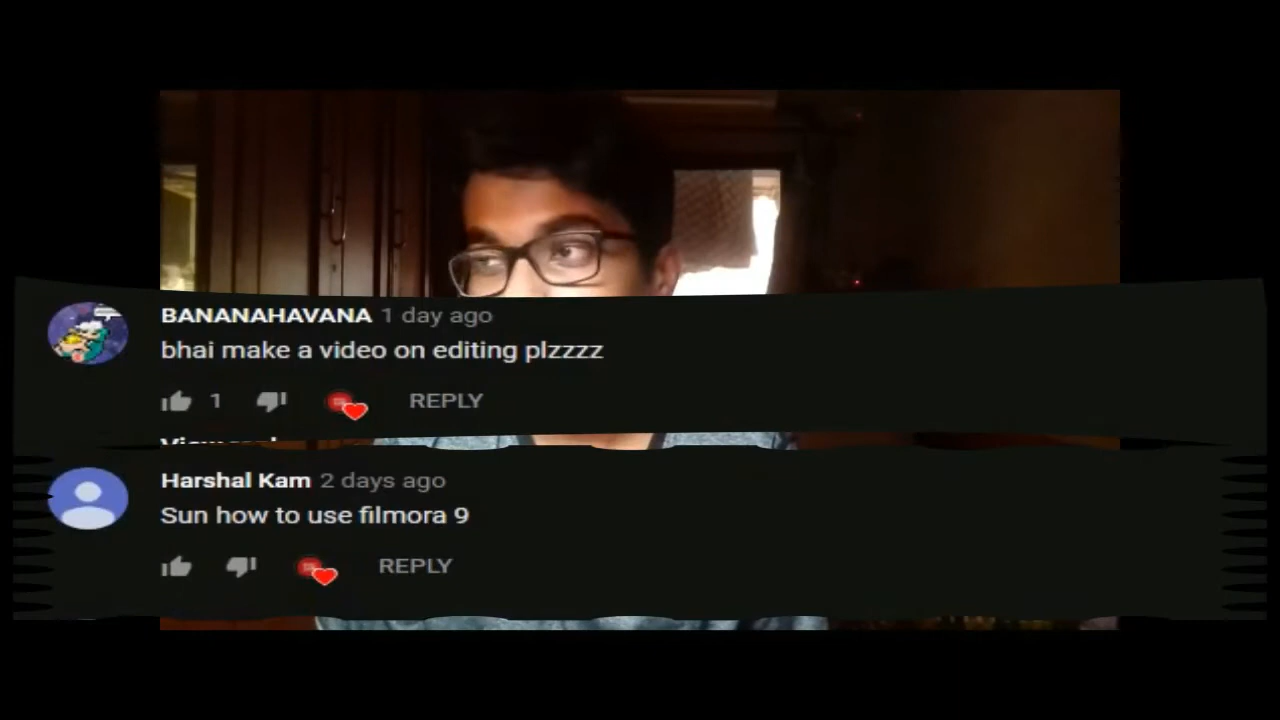 BANANAHAVANA 1 day ago
bhai make a video on editing plzzzz
1 REPLY
Harshal Kam 2 days ago
Sun how to use filmora 9
REPLY